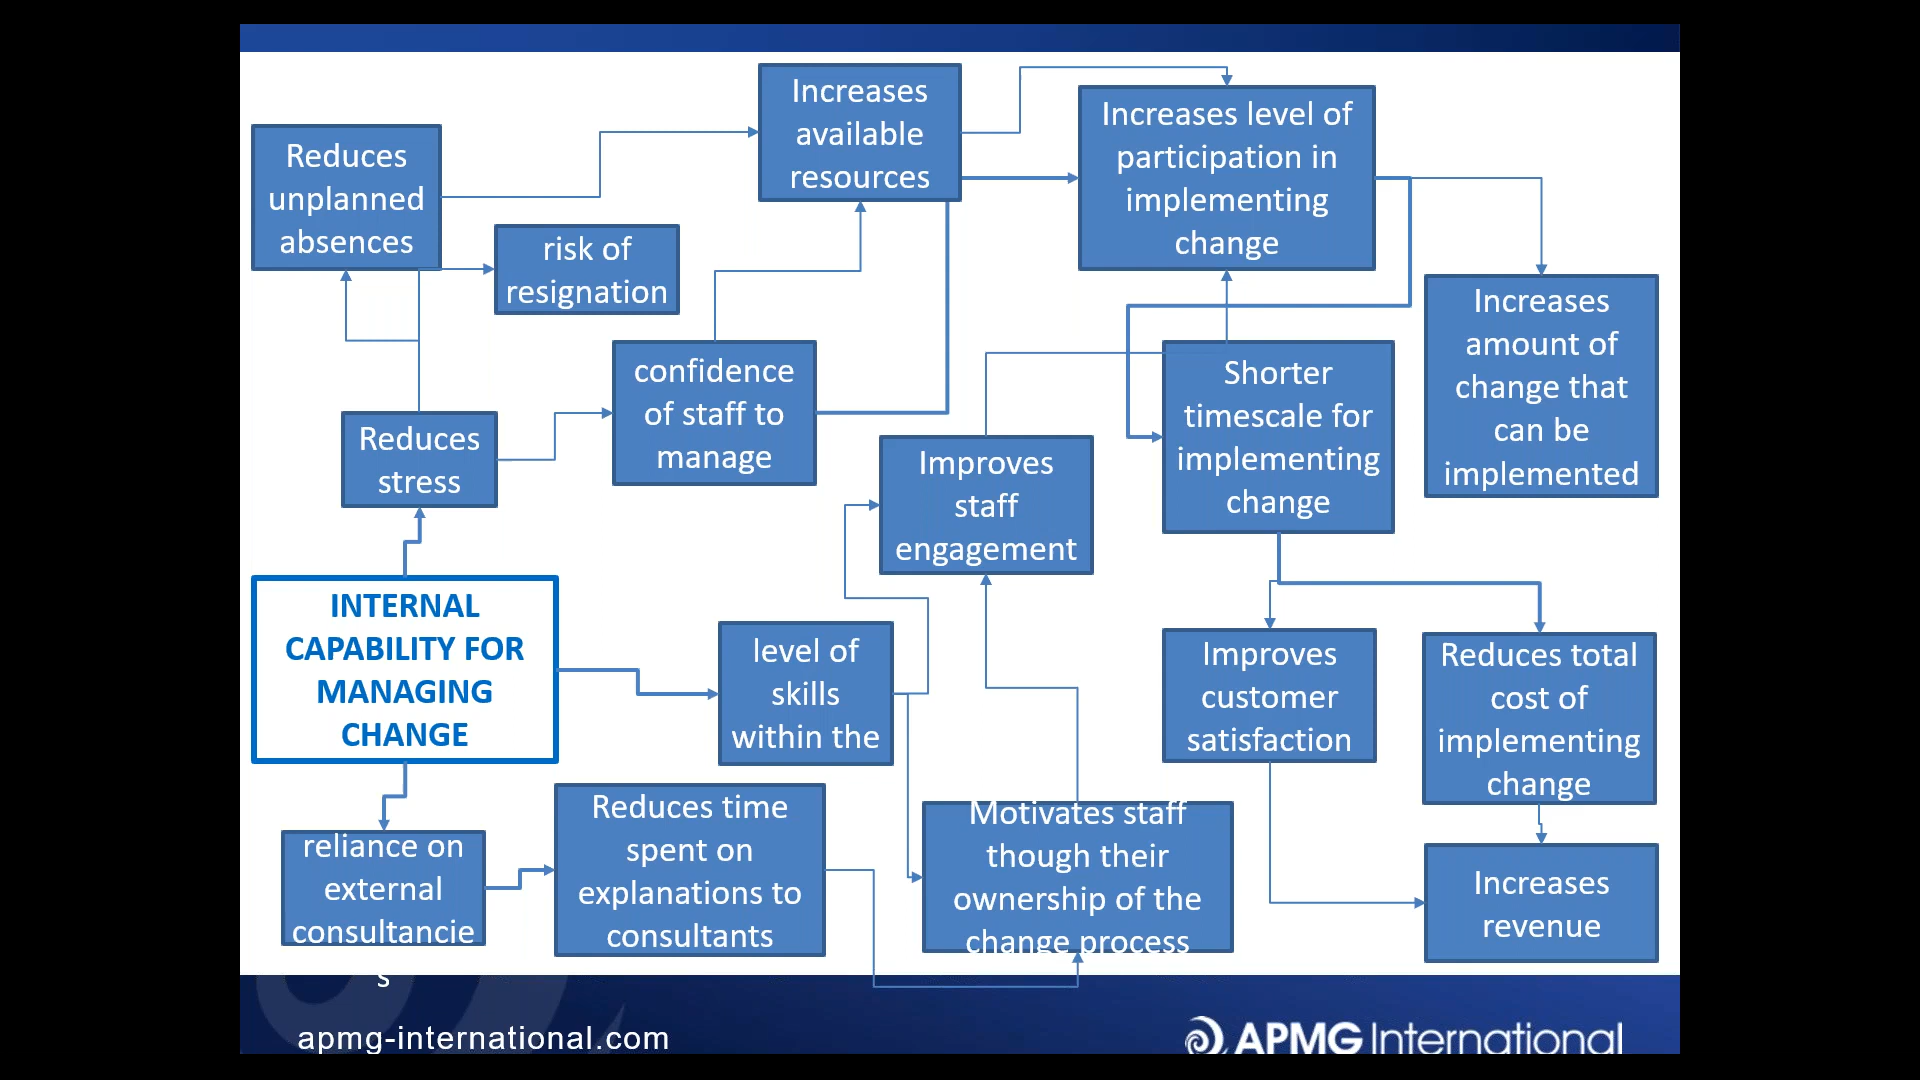 Increases
available
resources
Increases level of
participation in
implementing
change
Reduces
unplanned
absences
risk of
resignation
Increases
amount of
change that
can be
implemented
confidence
of staff to
manage
Shorter
timescale for
implementing
change
Reduces
stress
Improves
staff
engagement
INTERNAL
CAPABILITY FOR
MANAGING
CHANGE
level of
skills
within the
Improves
customer
satisfaction
Reduces total
cost of
implementing
change
reliance on
external
consultancie
s
Reduces time
spent on
explanations to
consultants
Motivates staff
though their
ownership of the
change process
Increases
revenue
apmg-international.com
APMG International